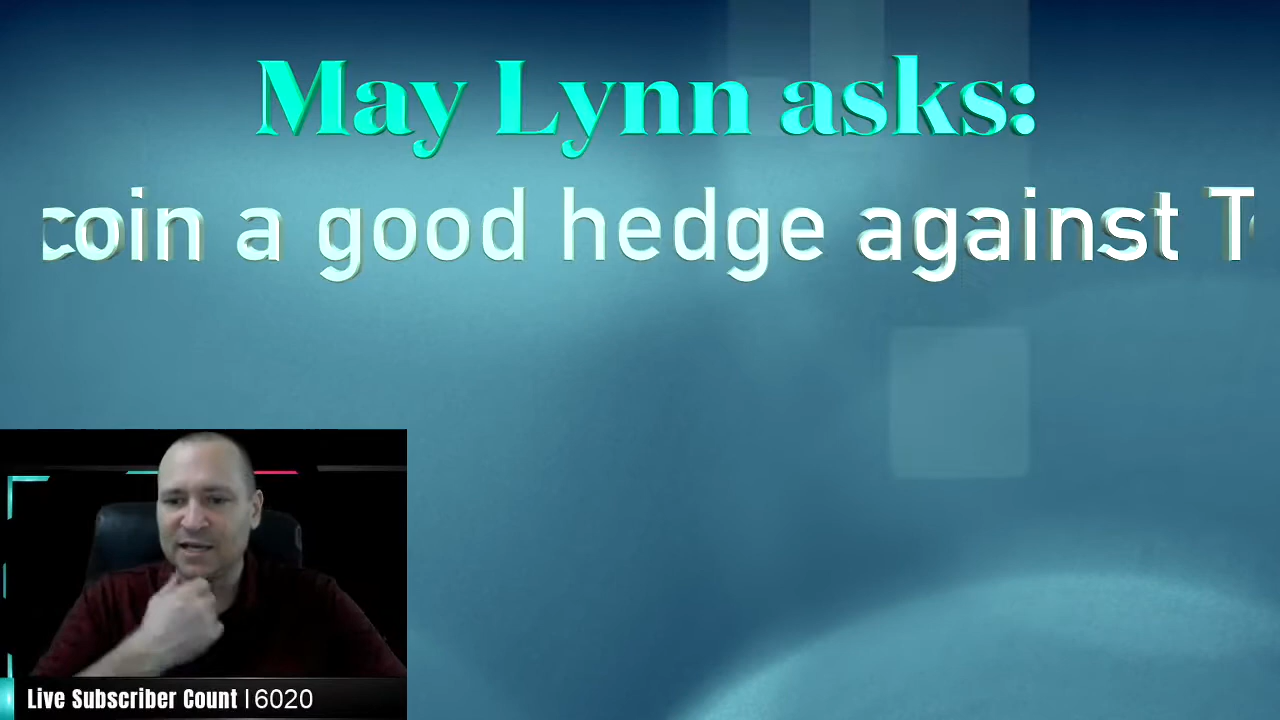 May Lynn asks:
coin a good hedge against T
Live Subscriber Count | 6020